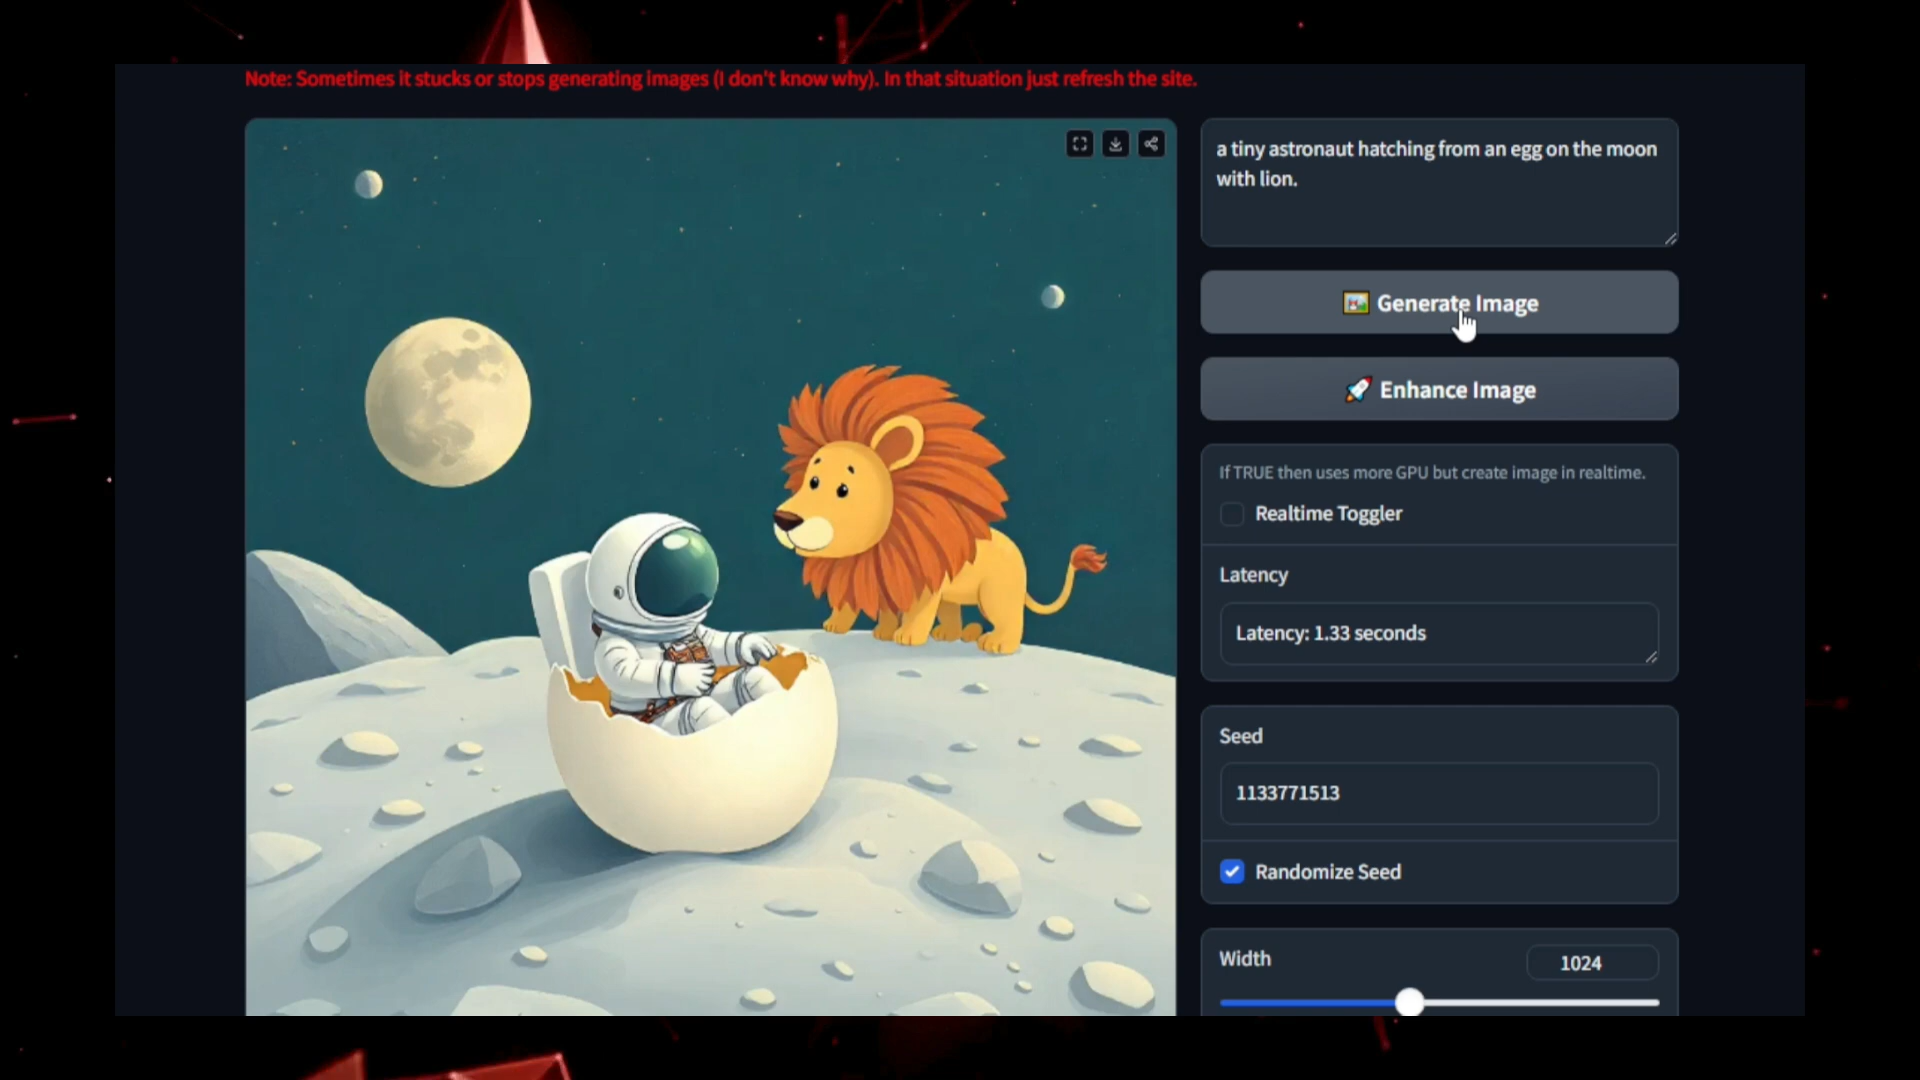 Note: Sometimes it stucks or stops generating images (I don't know why). In that situation just refresh the site.
a tiny astronaut hatching from an egg on the moon
with lion.
Generate Image
Enhance Image
If TRUE then uses more GPU but create image in realtime.
Realtime Toggler
Latency
Latency: 1.33 seconds
Seed
1133771513
Randomize Seed
Width
1024